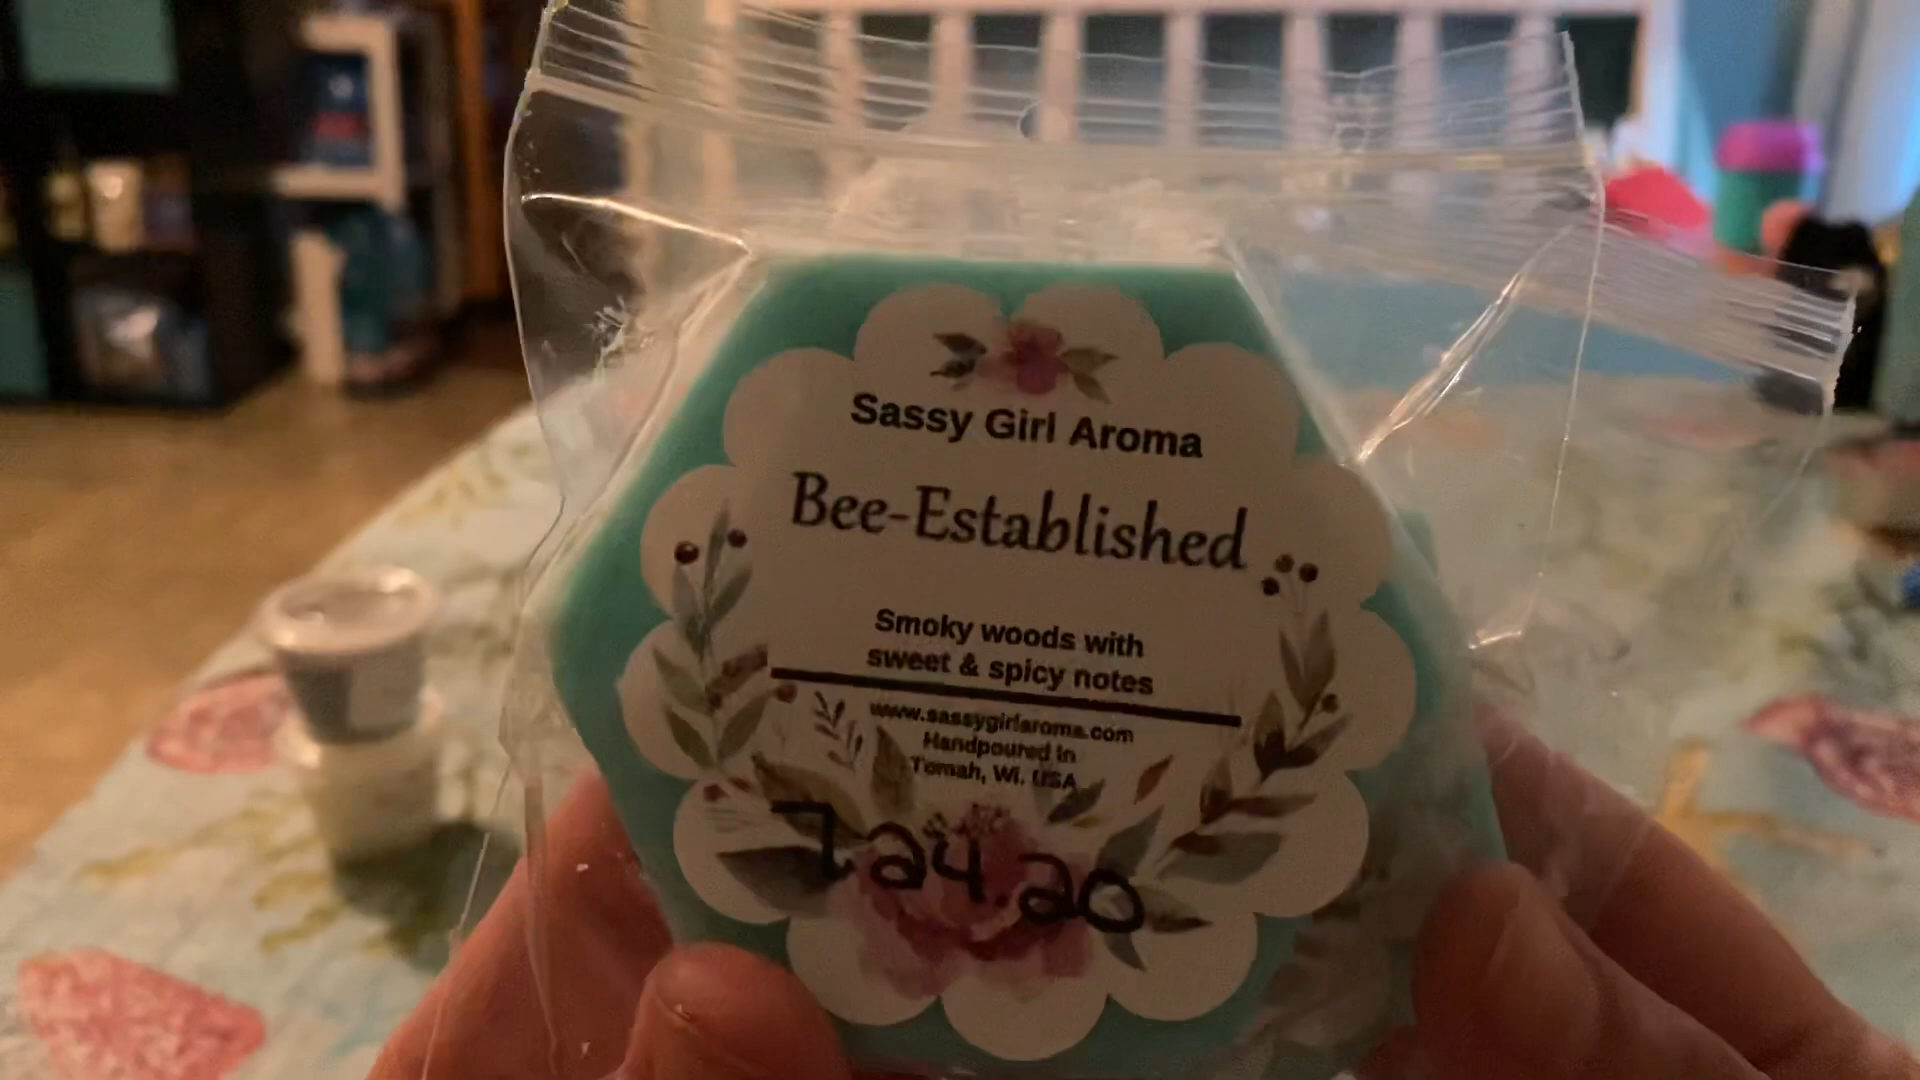 Sassy Girl Aroma
Bee-Established
Smoky woods with
sweet & spicy notes
www.sassygirlaroma.com
Handpoured in
Tomah, Wi. USA
7.24.20